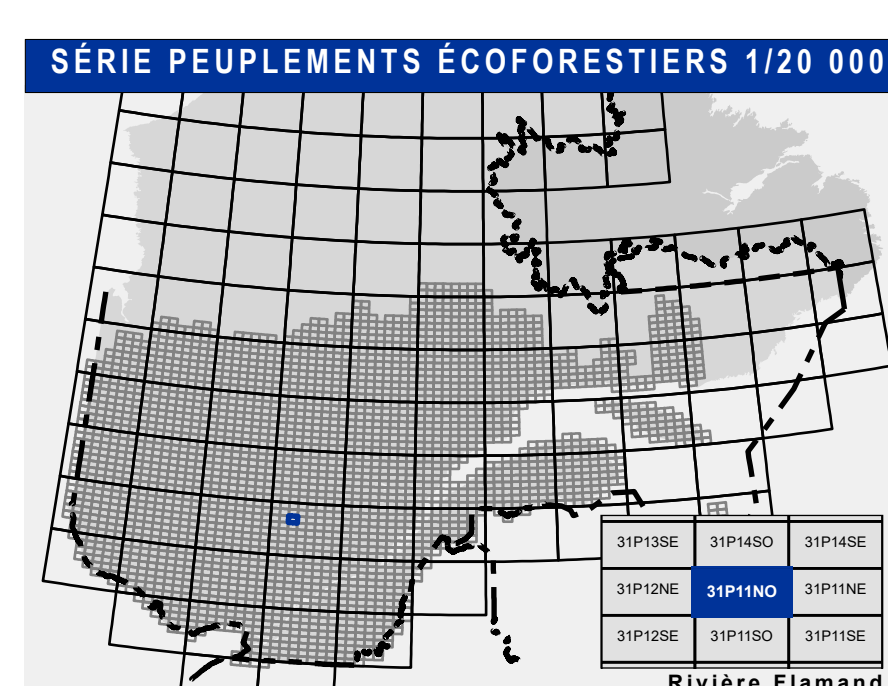 SÉRIE PEUPLEMENTS ÉCOFORESTIERS 1/20 000
31P13SE 31P14SO 31P14SE
31P12NE 31P11NO 31P11NE
31P12SE 31P11SO 31P11SE
Rivière Flamand